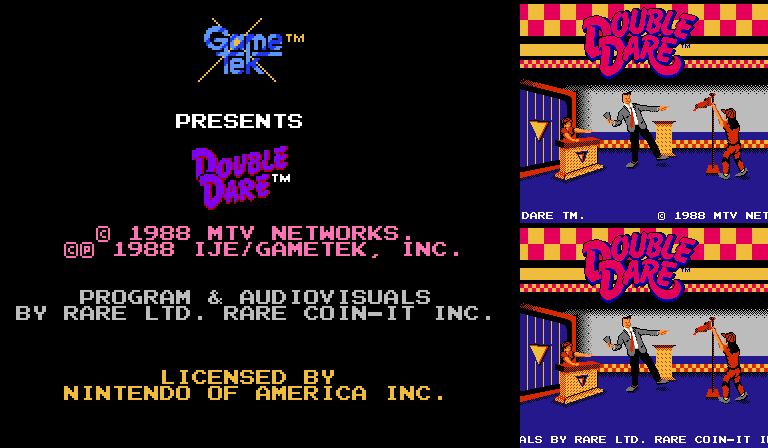 GameTek™
PRESENTS
DOUBLE DARE™
© 1988 MTV NETWORKS.
©Ⓟ 1988 IJE/GAMETEK, INC.
PROGRAM & AUDIOVISUALS
BY RARE LTD. RARE COIN-IT INC.
LICENSED BY
NINTENDO OF AMERICA INC.
DOUBLE DARE™
DARE TM. © 1988 MTV NET
DOUBLE DARE™
ALS BY RARE LTD. RARE COIN-IT I